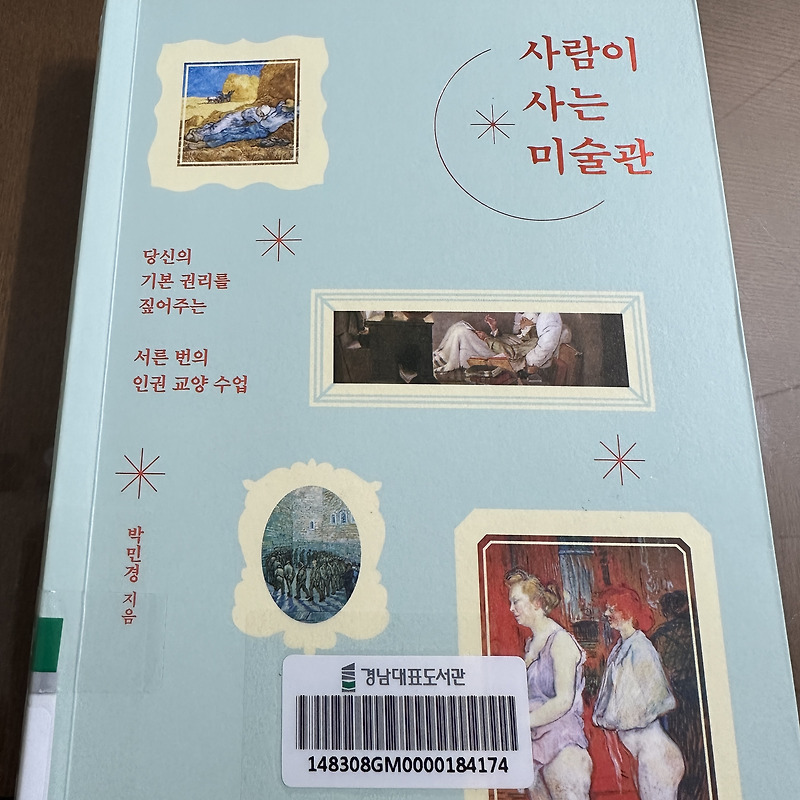 사람이
사는
미술관
당신의
기본 권리를
짚어주는
서른 번의
인권 교양 수업
박민경 지음
경남대표도서관
148308GM0000184174